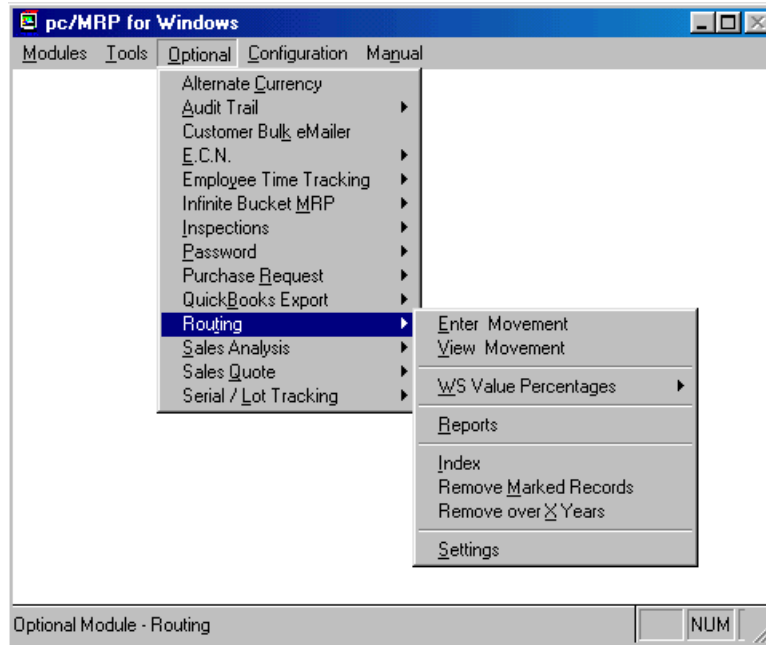 pc/MRP for Windows
Modules Tools Optional Configuration Manual
Alternate Currency
Audit Trail
Customer Bulk eMailer
E.C.N.
Employee Time Tracking
Infinite Bucket MRP
Inspections
Password
Purchase Request
QuickBooks Export
Routing
Sales Analysis
Sales Quote
Serial / Lot Tracking
Enter Movement
View Movement
WS Value Percentages
Reports
Index
Remove Marked Records
Remove over X Years
Settings
Optional Module - Routing
NUM